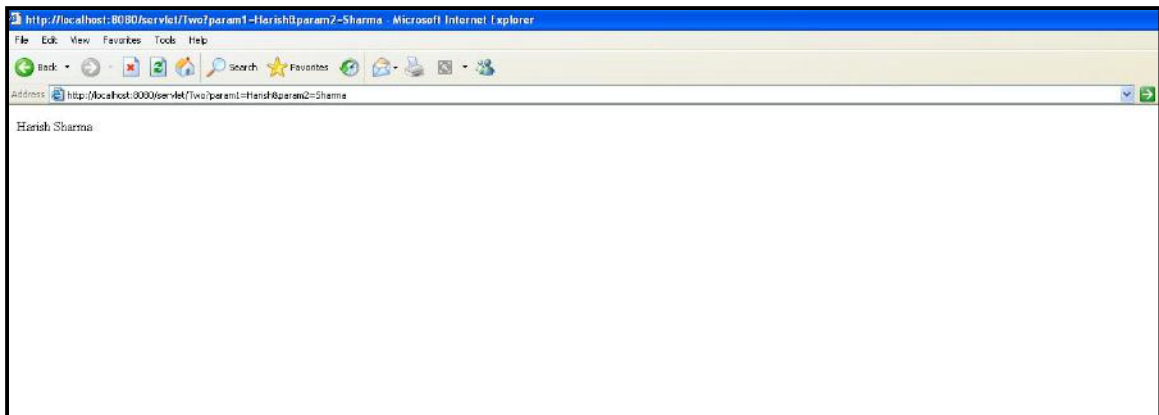 http://localhost:8080/servlet/Two?param1=Harish&param2=Sharma - Microsoft Internet Explorer
File Edit View Favorites Tools Help
Back Search Favorites
Address http://localhost:8080/servlet/Two?param1=Harish&param2=Sharma
Harish Sharma